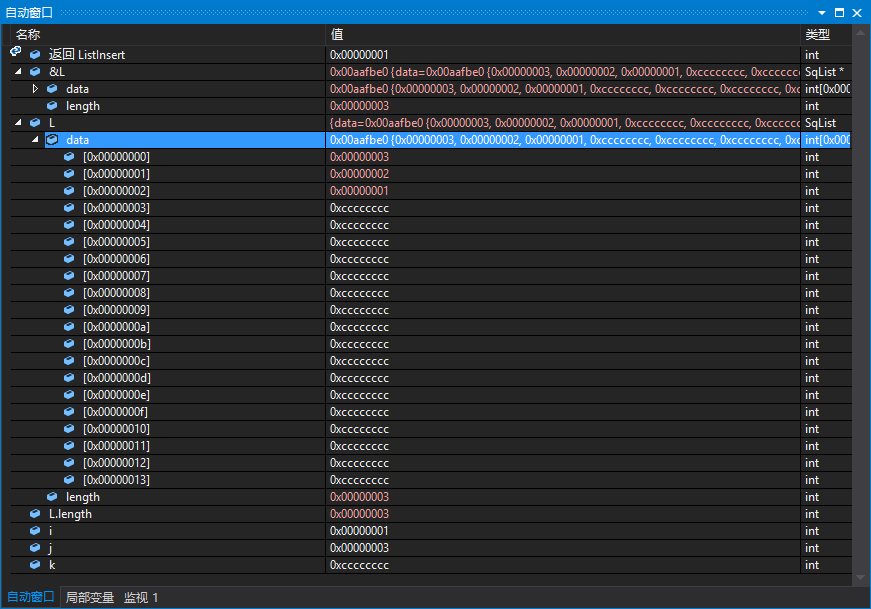 自动窗口
名称 值 类型
返回 ListInsert 0x00000001 int
&L 0x00aafbe0 {data=0x00aafbe0 {0x00000003, 0x00000002, 0x00000001, 0xcccccccc, 0xcccccc SqList *
data 0x00aafbe0 {0x00000003, 0x00000002, 0x00000001, 0xcccccccc, 0xcccccccc, 0xcccccccc, 0xc int[0x000
length 0x00000003 int
L {data=0x00aafbe0 {0x00000003, 0x00000002, 0x00000001, 0xcccccccc, 0xcccccccc, 0xcccccc SqList
data 0x00aafbe0 {0x00000003, 0x00000002, 0x00000001, 0xcccccccc, 0xcccccccc, 0xcccccccc, 0xc int[0x000
[0x00000000] 0x00000003 int
[0x00000001] 0x00000002 int
[0x00000002] 0x00000001 int
[0x00000003] 0xcccccccc int
[0x00000004] 0xcccccccc int
[0x00000005] 0xcccccccc int
[0x00000006] 0xcccccccc int
[0x00000007] 0xcccccccc int
[0x00000008] 0xcccccccc int
[0x00000009] 0xcccccccc int
[0x0000000a] 0xcccccccc int
[0x0000000b] 0xcccccccc int
[0x0000000c] 0xcccccccc int
[0x0000000d] 0xcccccccc int
[0x0000000e] 0xcccccccc int
[0x0000000f] 0xcccccccc int
[0x00000010] 0xcccccccc int
[0x00000011] 0xcccccccc int
[0x00000012] 0xcccccccc int
[0x00000013] 0xcccccccc int
length 0x00000003 int
L.length 0x00000003 int
i 0x00000001 int
j 0x00000003 int
k 0xcccccccc int
自动窗口 局部变量 监视 1